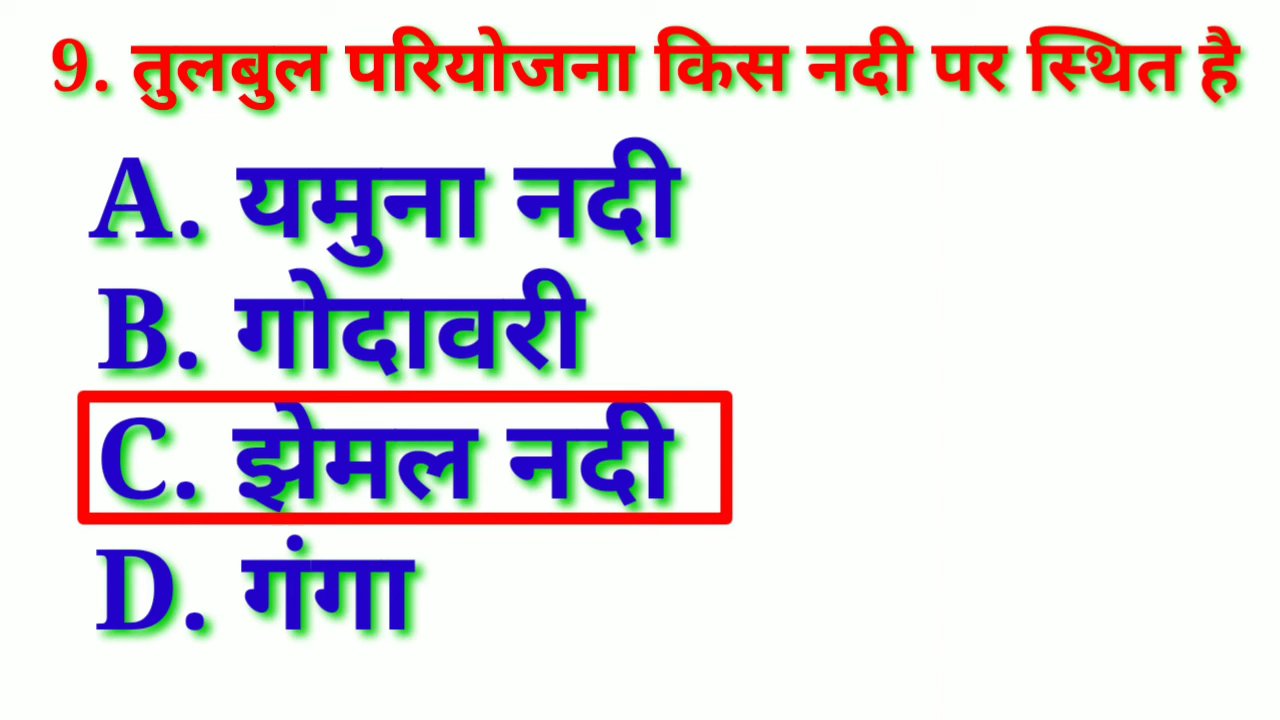 9. तुलबुल परियोजना किस नदी पर स्थित है
A. यमुना नदी
B. गोदावरी
C. झेमल नदी
D. गंगा